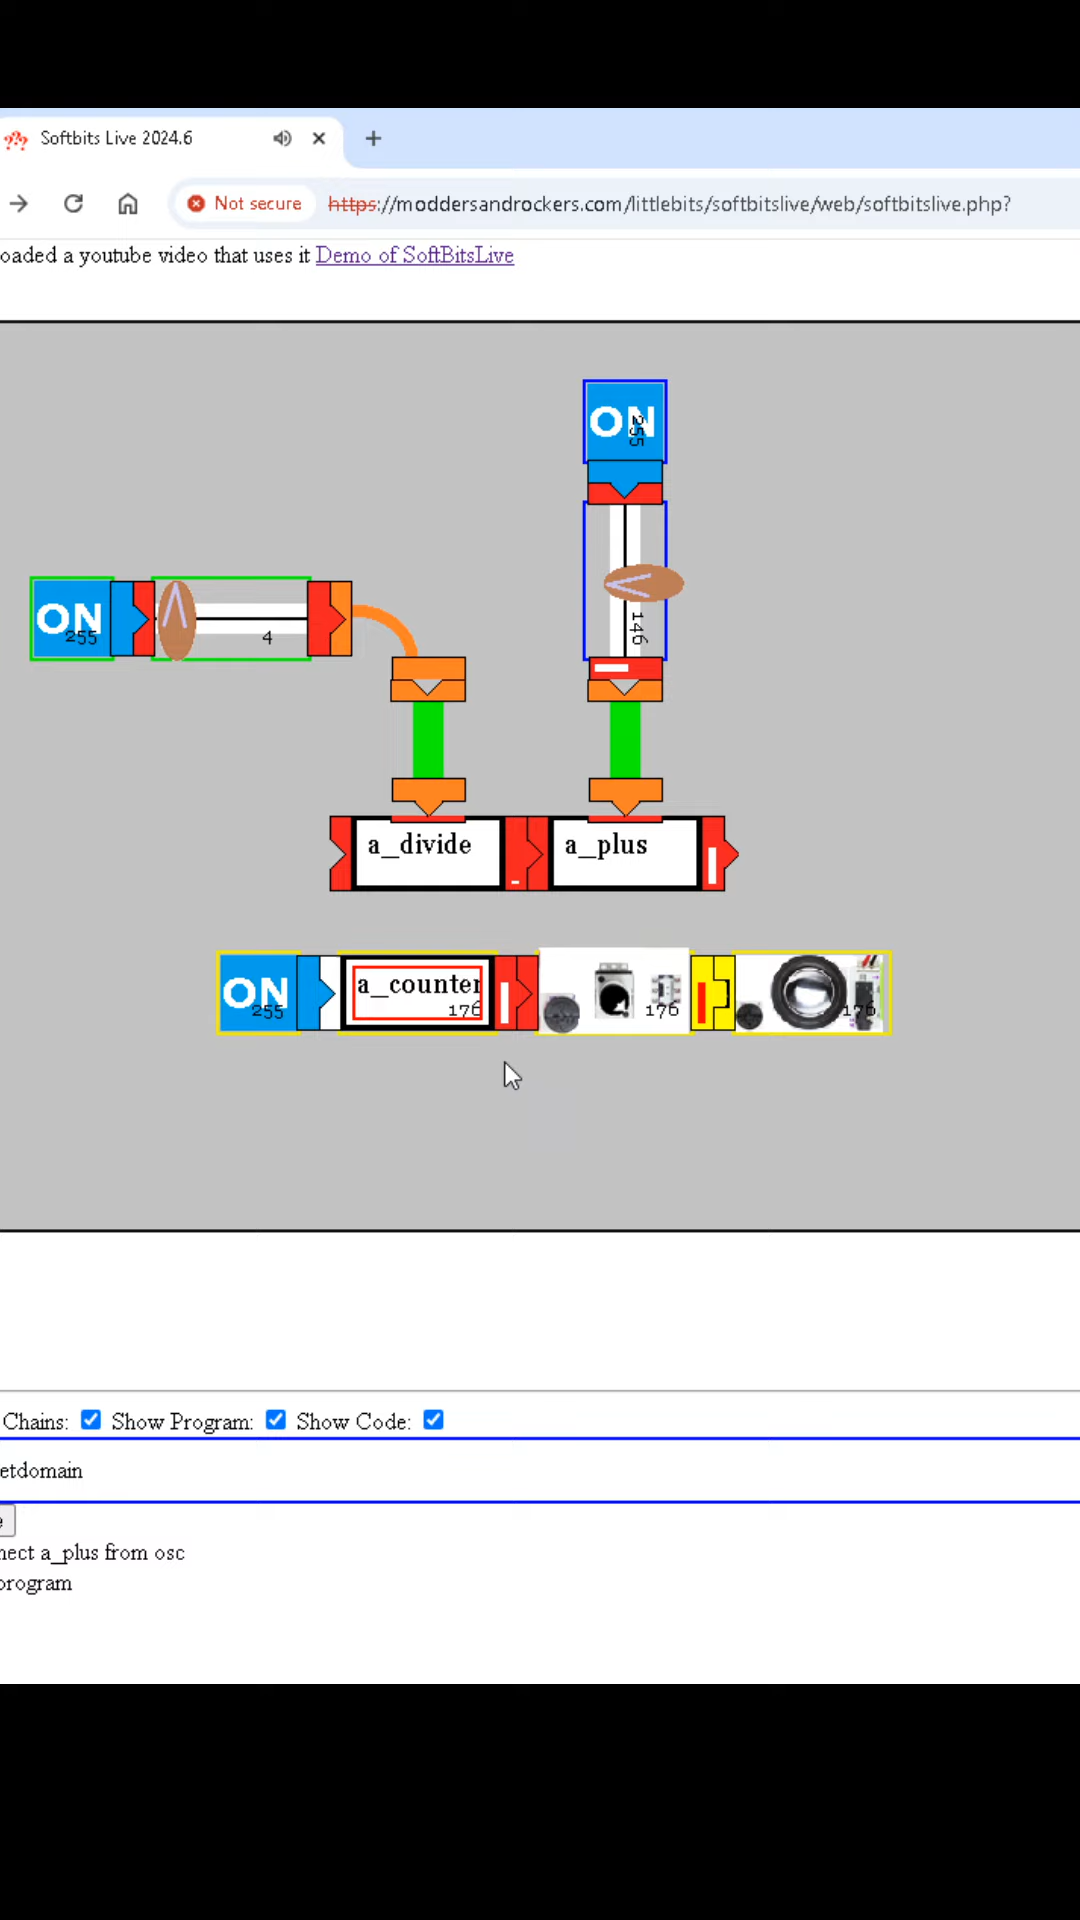 Softbits Live 2024.6
Not secure
https://moddersandrockers.com/littlebits/softbitslive/web/softbitslive.php?
oaded a youtube video that uses it Demo of SoftBitsLive
ON
255
146
ON
255
4
a_divide
a_plus
ON
255
a_counter
176
176
176
Chains: Show Program: Show Code:
etdomain
e
nect a_plus from osc
program